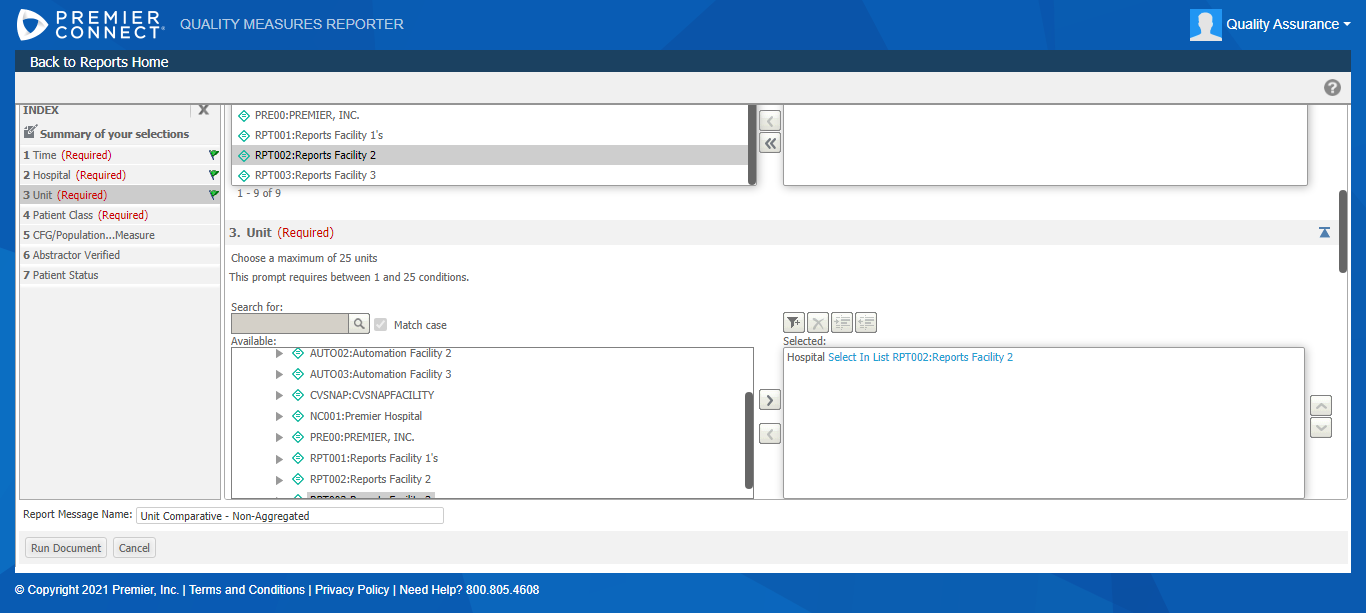 PREMIER CONNECT® QUALITY MEASURES REPORTER
Quality Assurance
Back to Reports Home
?
INDEX X
Summary of your selections
1 Time (Required)
2 Hospital (Required)
3 Unit (Required)
4 Patient Class (Required)
5 CFG/Population...Measure
6 Abstractor Verified
7 Patient Status
PRE00:PREMIER, INC.
RPT001:Reports Facility 1's
RPT002:Reports Facility 2
RPT003:Reports Facility 3
1 - 9 of 9
3. Unit (Required)
Choose a maximum of 25 units
This prompt requires between 1 and 25 conditions.
Search for:
Match case
Available:
AUTO02:Automation Facility 2
AUTO03:Automation Facility 3
CVSNAP:CVSNAPFACILITY
NC001:Premier Hospital
PRE00:PREMIER, INC.
RPT001:Reports Facility 1's
RPT002:Reports Facility 2
Selected:
Hospital Select In List RPT002:Reports Facility 2
Report Message Name: Unit Comparative - Non-Aggregated
Run Document Cancel
© Copyright 2021 Premier, Inc. | Terms and Conditions | Privacy Policy | Need Help? 800.805.4608